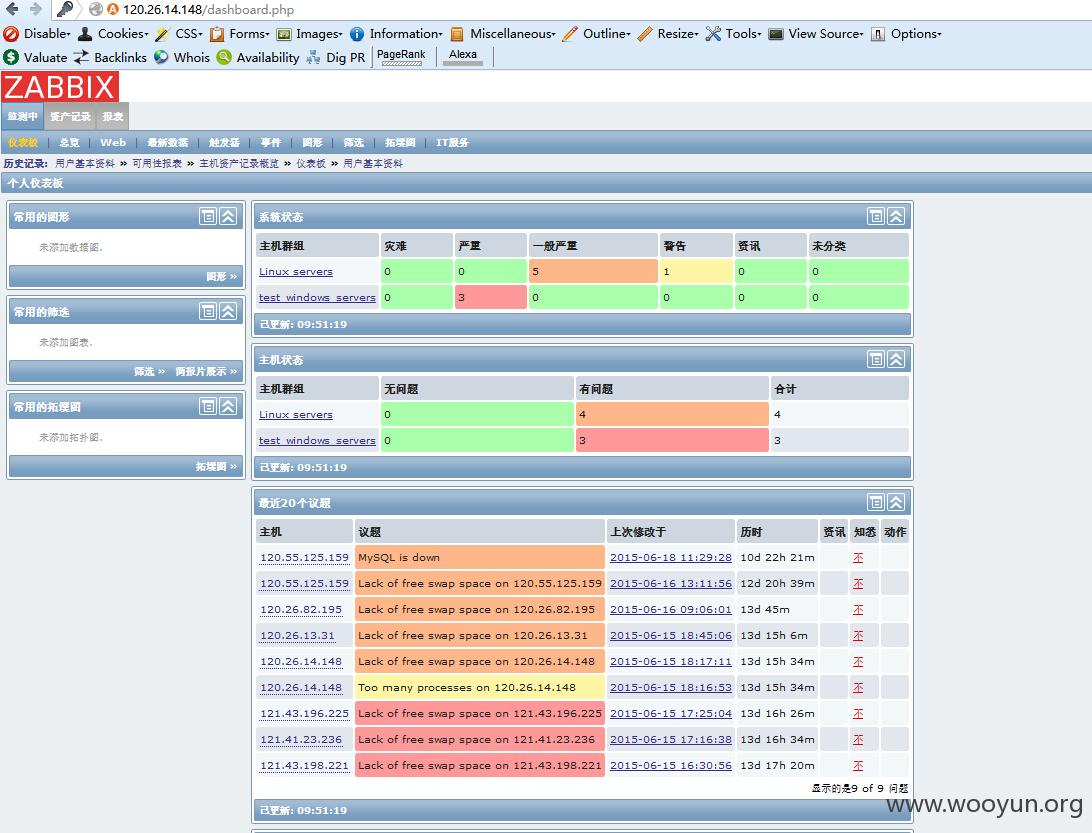 120.26.14.148/dashboard.php
Disable▾ Cookies▾ CSS▾ Forms▾ Images▾ Information▾ Miscellaneous▾ Outline▾ Resize▾ Tools▾ View Source▾ Options▾
Valuate Backlinks Whois Availability Dig PR PageRank Alexa
ZABBIX
监测中 资产记录 报表
仪表板 | 总览 | Web | 最新数据 | 触发器 | 事件 | 图形 | 筛选 | 拓墣图 | IT服务
历史记录: 用户基本资料 » 可用性报表 » 主机资产记录概览 » 仪表板 » 用户基本资料
个人仪表板
常用的图形
未添加数据图.
图形 »
常用的筛选
未添加图表.
筛选 » 两报片展示 »
常用的拓墣图
未添加拓扑图.
拓墣图 »
系统状态
主机群组 灾难 严重 一般严重 警告 资讯 未分类
Linux servers 0 0 5 1 0 0
test_windows_servers 0 3 0 0 0 0
已更新: 09:51:19
主机状态
主机群组 无问题 有问题 合计
Linux servers 0 4 4
test_windows_servers 0 3 3
已更新: 09:51:19
最近20个议题
主机 议题 上次修改于 历时 资讯 知悉 动作
120.55.125.159 MySQL is down 2015-06-18 11:29:28 10d 22h 21m 不
120.55.125.159 Lack of free swap space on 120.55.125.159 2015-06-16 13:11:56 12d 20h 39m 不
120.26.82.195 Lack of free swap space on 120.26.82.195 2015-06-16 09:06:01 13d 45m 不
120.26.13.31 Lack of free swap space on 120.26.13.31 2015-06-15 18:45:06 13d 15h 6m 不
120.26.14.148 Lack of free swap space on 120.26.14.148 2015-06-15 18:17:11 13d 15h 34m 不
120.26.14.148 Too many processes on 120.26.14.148 2015-06-15 18:16:53 13d 15h 34m 不
121.43.196.225 Lack of free swap space on 121.43.196.225 2015-06-15 17:25:04 13d 16h 26m 不
121.41.23.236 Lack of free swap space on 121.41.23.236 2015-06-15 17:16:38 13d 16h 34m 不
121.43.198.221 Lack of free swap space on 121.43.198.221 2015-06-15 16:30:56 13d 17h 20m 不
显示的是9 of 9 问题
已更新: 09:51:19
www.wooyun.org